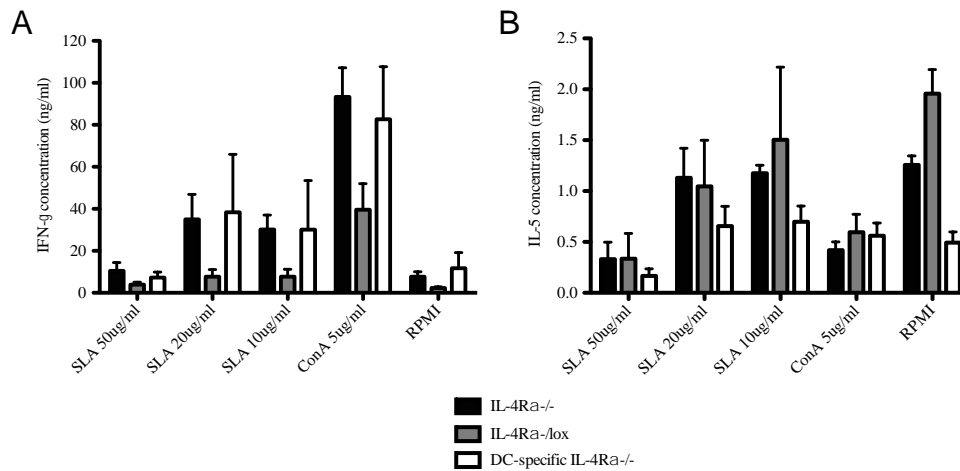 A
B
IFN-g concentration (ng/ml)
120
100
80
60
40
20
0
SLA 50ug/ml
SLA 20ug/ml
SLA 10ug/ml
ConA 5ug/ml
RPMI
IL-5 concentration (ng/ml)
2.5
2.0
1.5
1.0
0.5
0.0
SLA 50ug/ml
SLA 20ug/ml
SLA 10ug/ml
ConA 5ug/ml
RPMI
IL-4Ra-/-
IL-4Ra-/lox
DC-specific IL-4Ra-/-